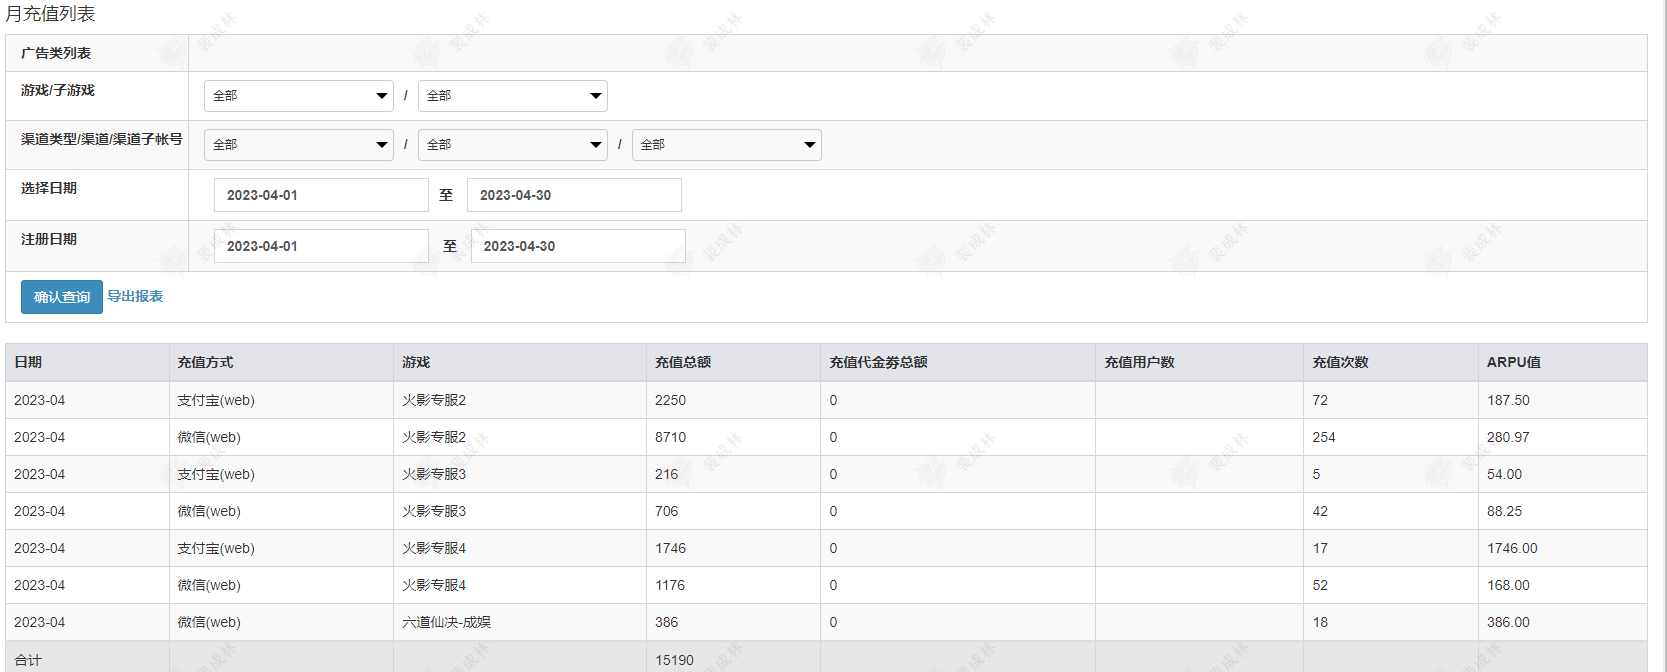 月充值列表
广告类列表
游戏/子游戏 全部 / 全部
渠道类型/渠道/渠道子帐号 全部 / 全部 / 全部
选择日期 2023-04-01 至 2023-04-30
注册日期 2023-04-01 至 2023-04-30
确认查询 导出报表
日期 充值方式 游戏 充值总额 充值代金劵总额 充值用户数 充值次数 ARPU值
2023-04 支付宝(web) 火影专服2 2250 0 72 187.50
2023-04 微信(web) 火影专服2 8710 0 254 280.97
2023-04 支付宝(web) 火影专服3 216 0 5 54.00
2023-04 微信(web) 火影专服3 706 0 42 88.25
2023-04 支付宝(web) 火影专服4 1746 0 17 1746.00
2023-04 微信(web) 火影专服4 1176 0 52 168.00
2023-04 微信(web) 六道仙决-成娱 386 0 18 386.00
合计 15190